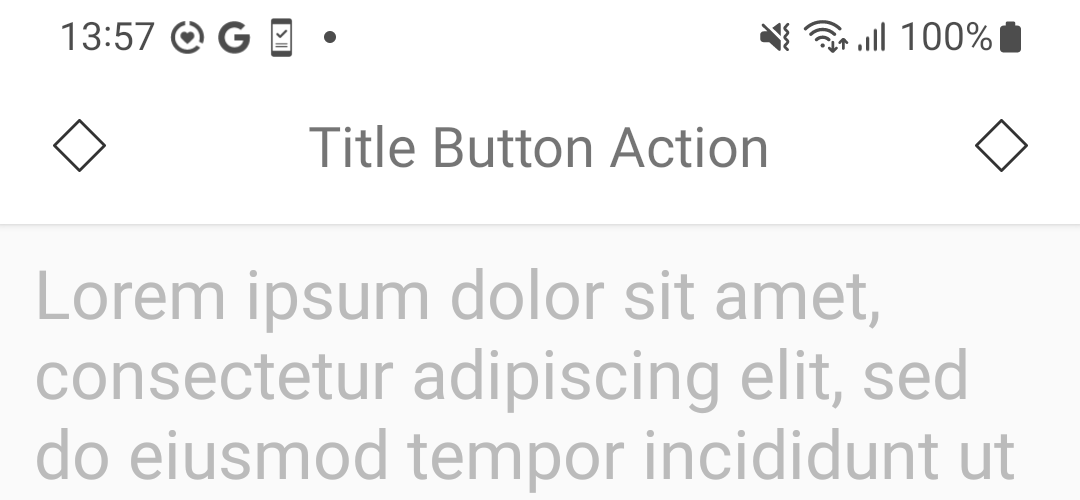 13:57 G 100%
Title Button Action
Lorem ipsum dolor sit amet,
consectetur adipiscing elit, sed
do eiusmod tempor incididunt ut